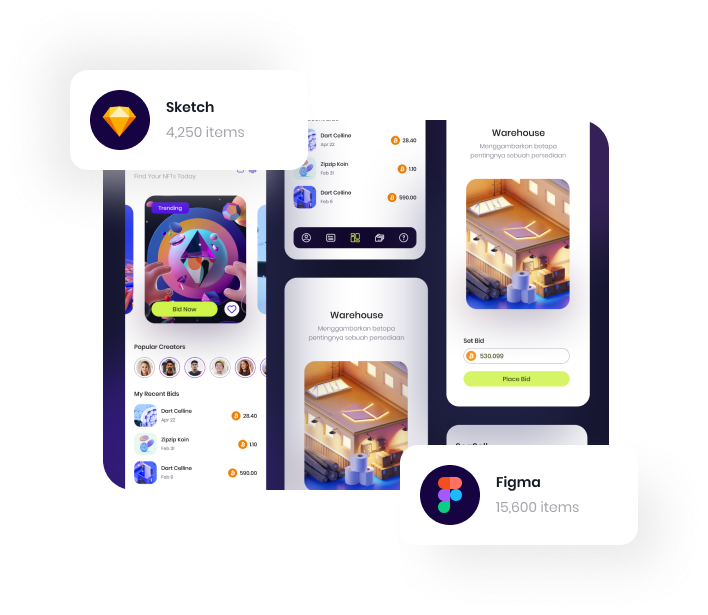 Sketch
4,250 items
Find Your NFTs Today
Trending
Bid Now
Popular Creators
My Recent Bids
Dart Celline
Apr 22
28.40
Zipzip Koin
Feb 31
1.10
Dart Celline
Feb 8
590.00
Dart Celline
Apr 22
28.40
Zipzip Koin
Feb 31
1.10
Dart Celline
Feb 8
590.00
Warehouse
Menggambarkan betapa
pentingnya sebuah persediaan
Warehouse
Menggambarkan betapa
pentingnya sebuah persediaan
Set Bid
530.099
Place Bid
Figma
15,600 items